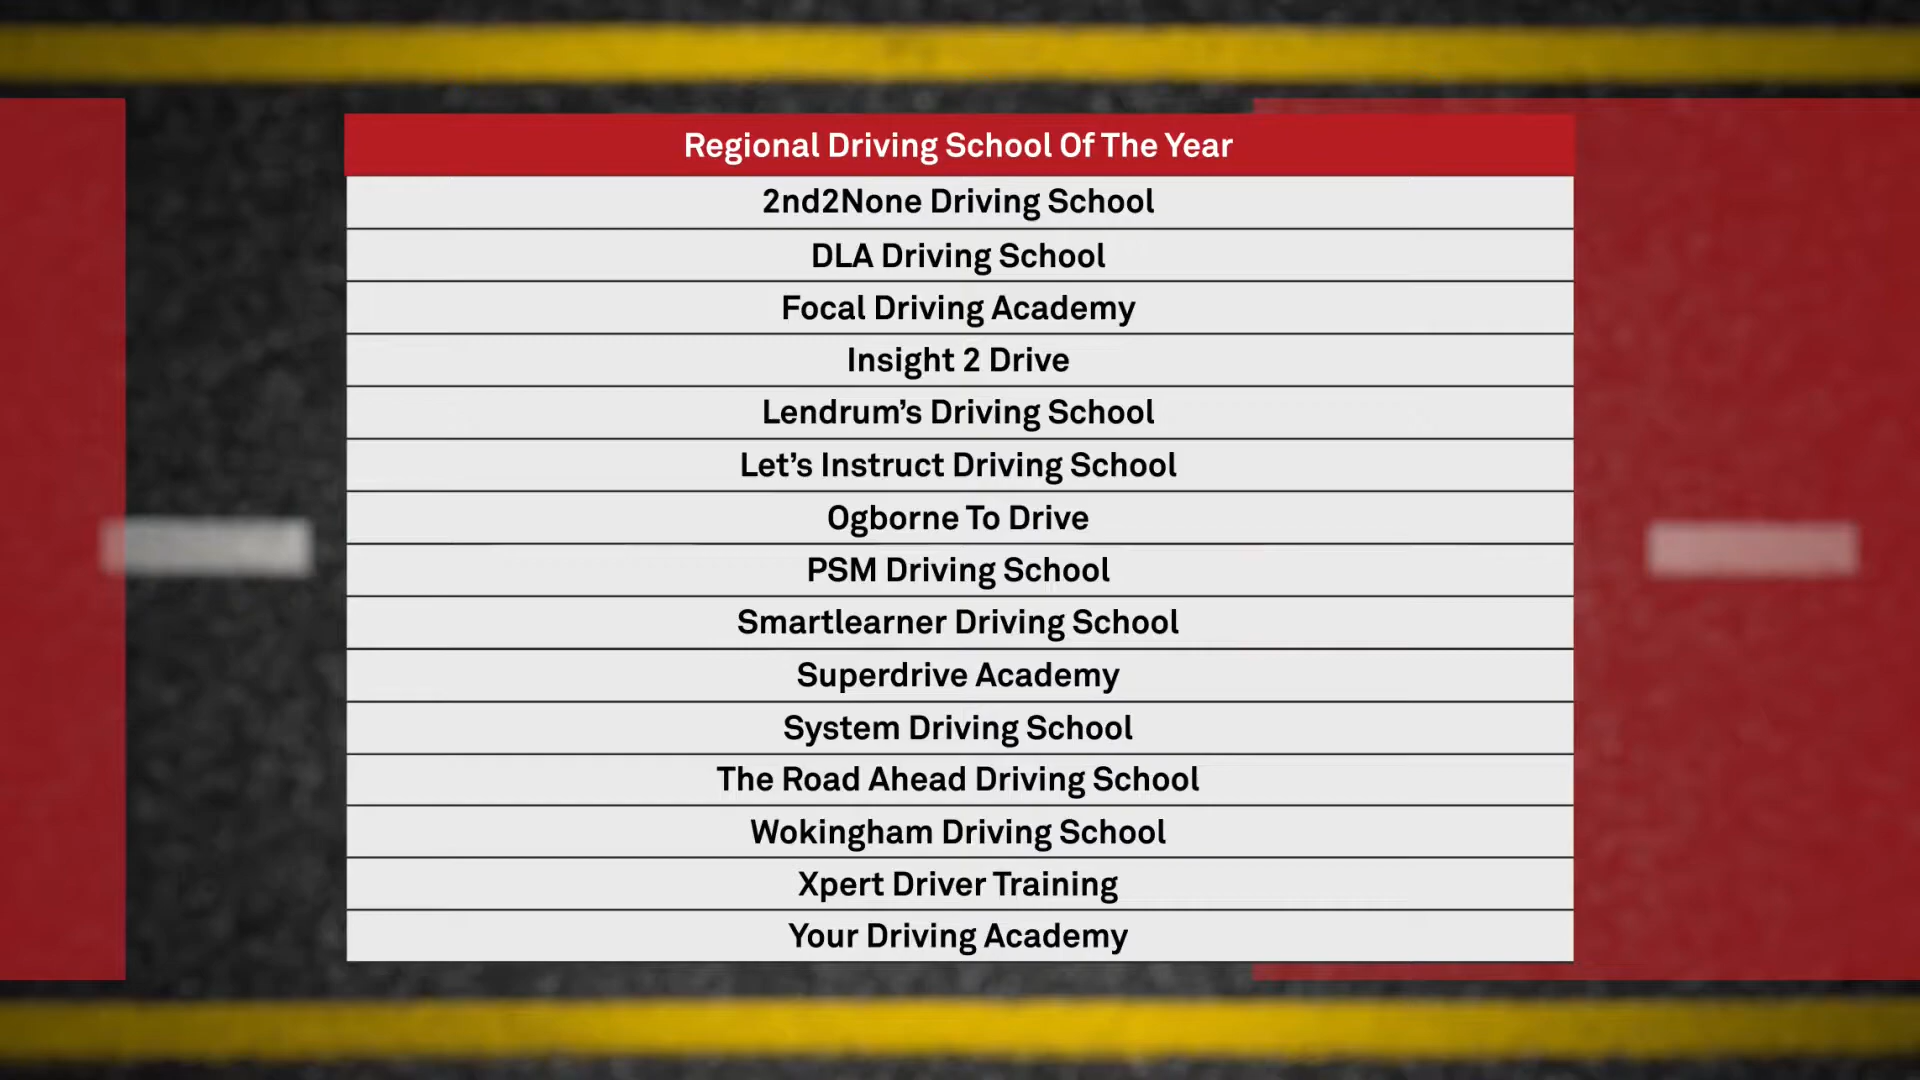 Regional Driving School Of The Year
2nd2None Driving School
DLA Driving School
Focal Driving Academy
Insight 2 Drive
Lendrum’s Driving School
Let’s Instruct Driving School
Ogborne To Drive
PSM Driving School
Smartlearner Driving School
Superdrive Academy
System Driving School
The Road Ahead Driving School
Wokingham Driving School
Xpert Driver Training
Your Driving Academy